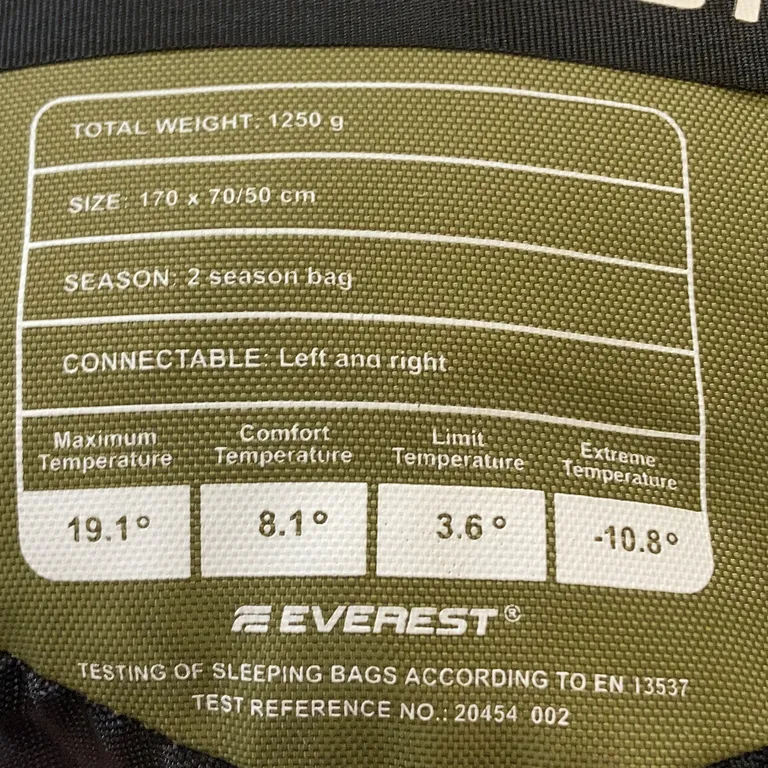 TOTAL WEIGHT: 1250 g
SIZE: 170 x 70/50 cm
SEASON: 2 season bag
CONNECTABLE: Left and right
Maximum Temperature
Comfort Temperature
Limit Temperature
Extreme Temperature
19.1°
8.1°
3.6°
-10.8°
EVEREST®
TESTING OF SLEEPING BAGS ACCORDING TO EN 13537
TEST REFERENCE NO.: 20454 002